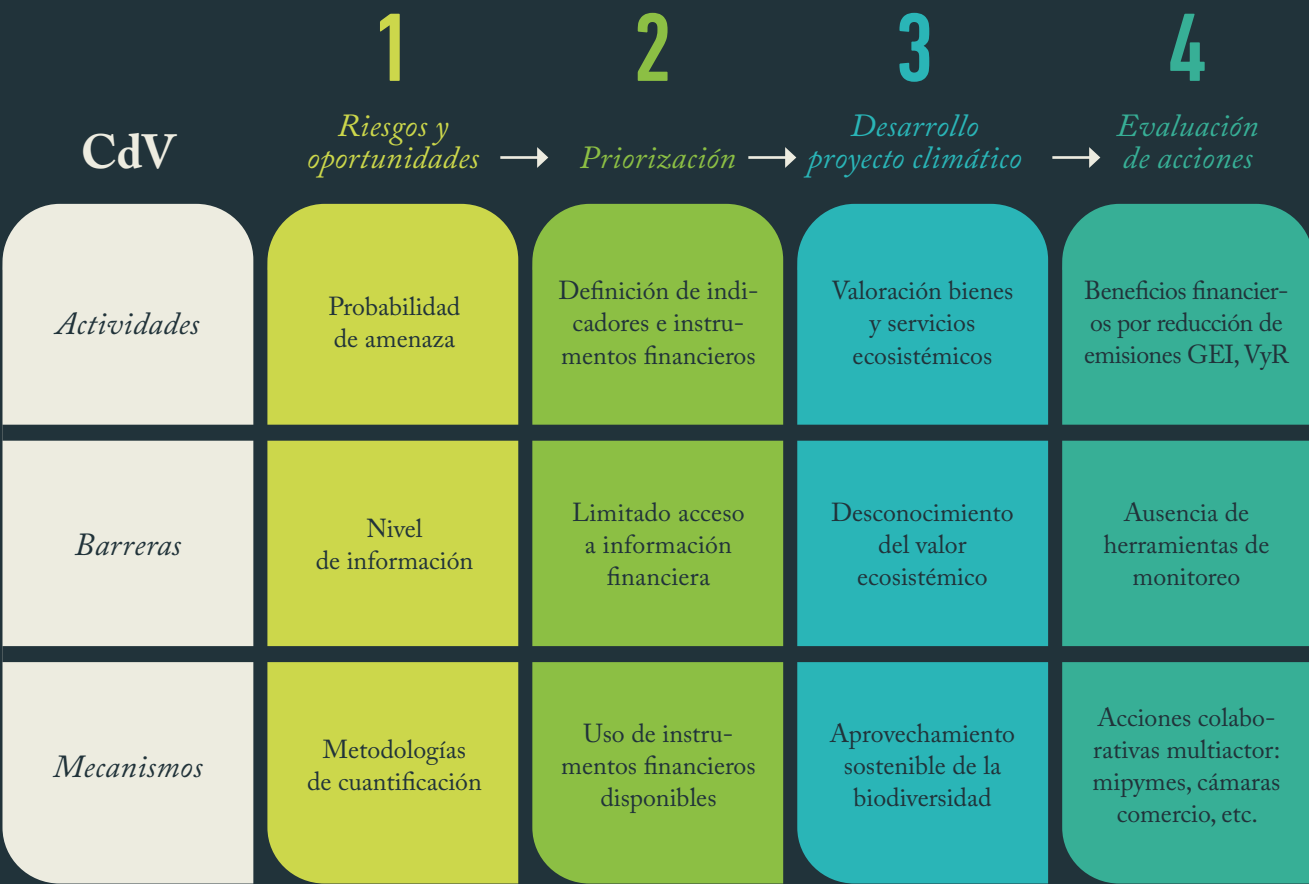 1
2
3
4
CdV
Riesgos y
oportunidades
Priorización
Desarrollo
proyecto climático
Evaluación
de acciones
Actividades
Probabilidad
de amenaza
Definición de indi-
cadores e instru-
mentos financieros
Valoración bienes
y servicios
ecosistémicos
Beneficios financier-
os por reducción de
emisiones GEI, VyR
Barreras
Nivel
de información
Limitado acceso
a información
financiera
Desconocimiento
del valor
ecosistémico
Ausencia de
herramientas de
monitoreo
Mecanismos
Metodologías
de cuantificación
Uso de instru-
mentos financieros
disponibles
Aprovechamiento
sostenible de la
biodiversidad
Acciones colabo-
rativas multiactor:
mipymes, cámaras
comercio, etc.